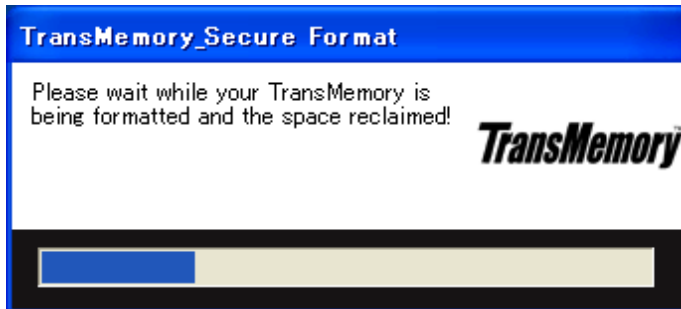 TransMemory_Secure Format
Please wait while your TransMemory is
being formatted and the space reclaimed!
TransMemory